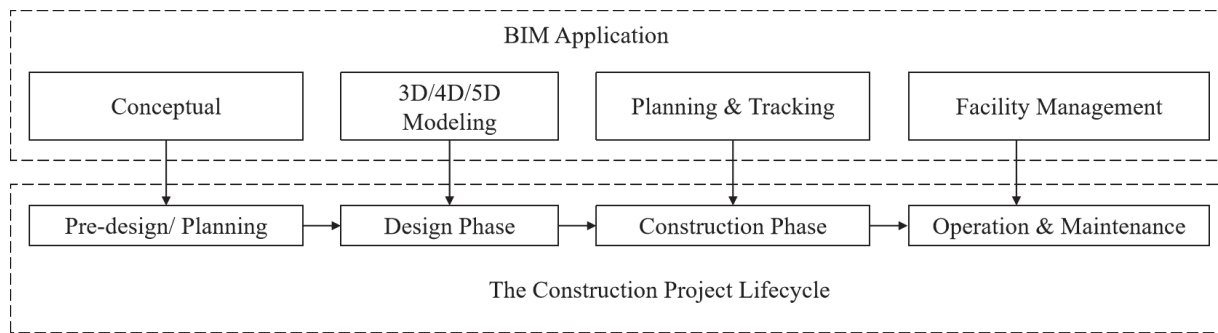 BIM Application
Conceptual
3D/4D/5D
Modeling
Planning & Tracking
Facility Management
Pre-design/ Planning
Design Phase
Construction Phase
Operation & Maintenance
The Construction Project Lifecycle